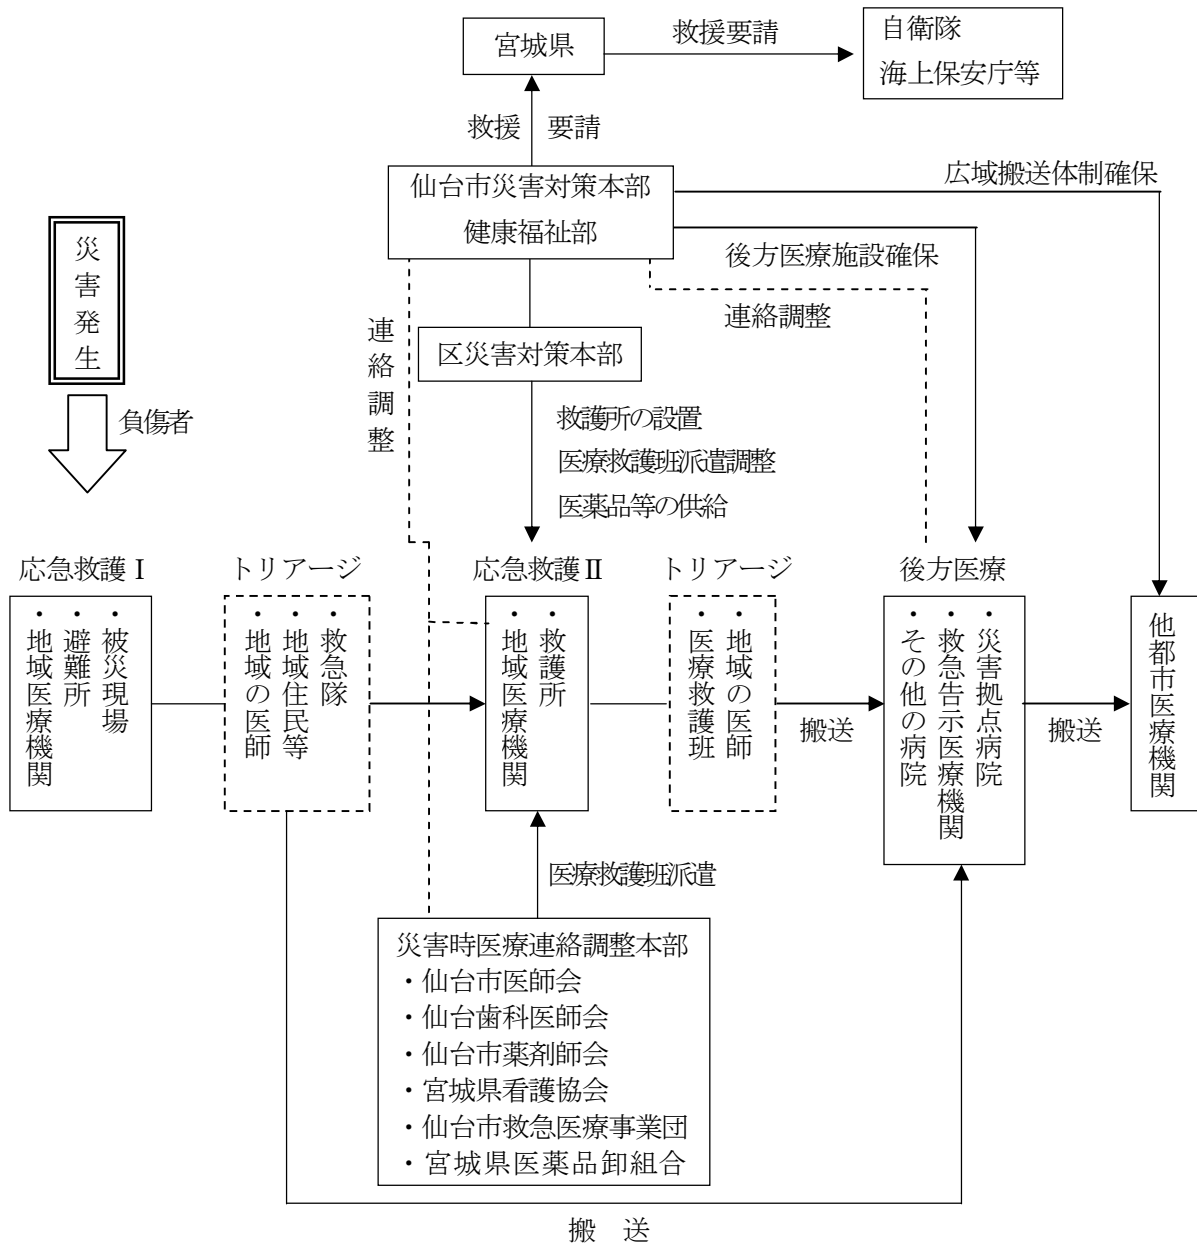 宮城県
救援要請
自衛隊
海上保安庁等
救援 要請
仙台市災害対策本部
健康福祉部
広域搬送体制確保
後方医療施設確保
連絡調整
災害発生
負傷者
連絡調整
区災害対策本部
救護所の設置
医療救護班派遣調整
医薬品等の供給
応急救護Ⅰ
・被災現場
・避難所
・地域医療機関
トリアージ
・救急隊
・地域住民等
・地域の医師
応急救護Ⅱ
・救護所
・地域医療機関
トリアージ
・地域の医師
・医療救護班
搬送
後方医療
・災害拠点病院
・救急告示医療機関
・その他の病院
搬送
他都市医療機関
医療救護班派遣
災害時医療連絡調整本部
・仙台市医師会
・仙台歯科医師会
・仙台市薬剤師会
・宮城県看護協会
・仙台市救急医療事業団
・宮城県医薬品卸組合
搬 送